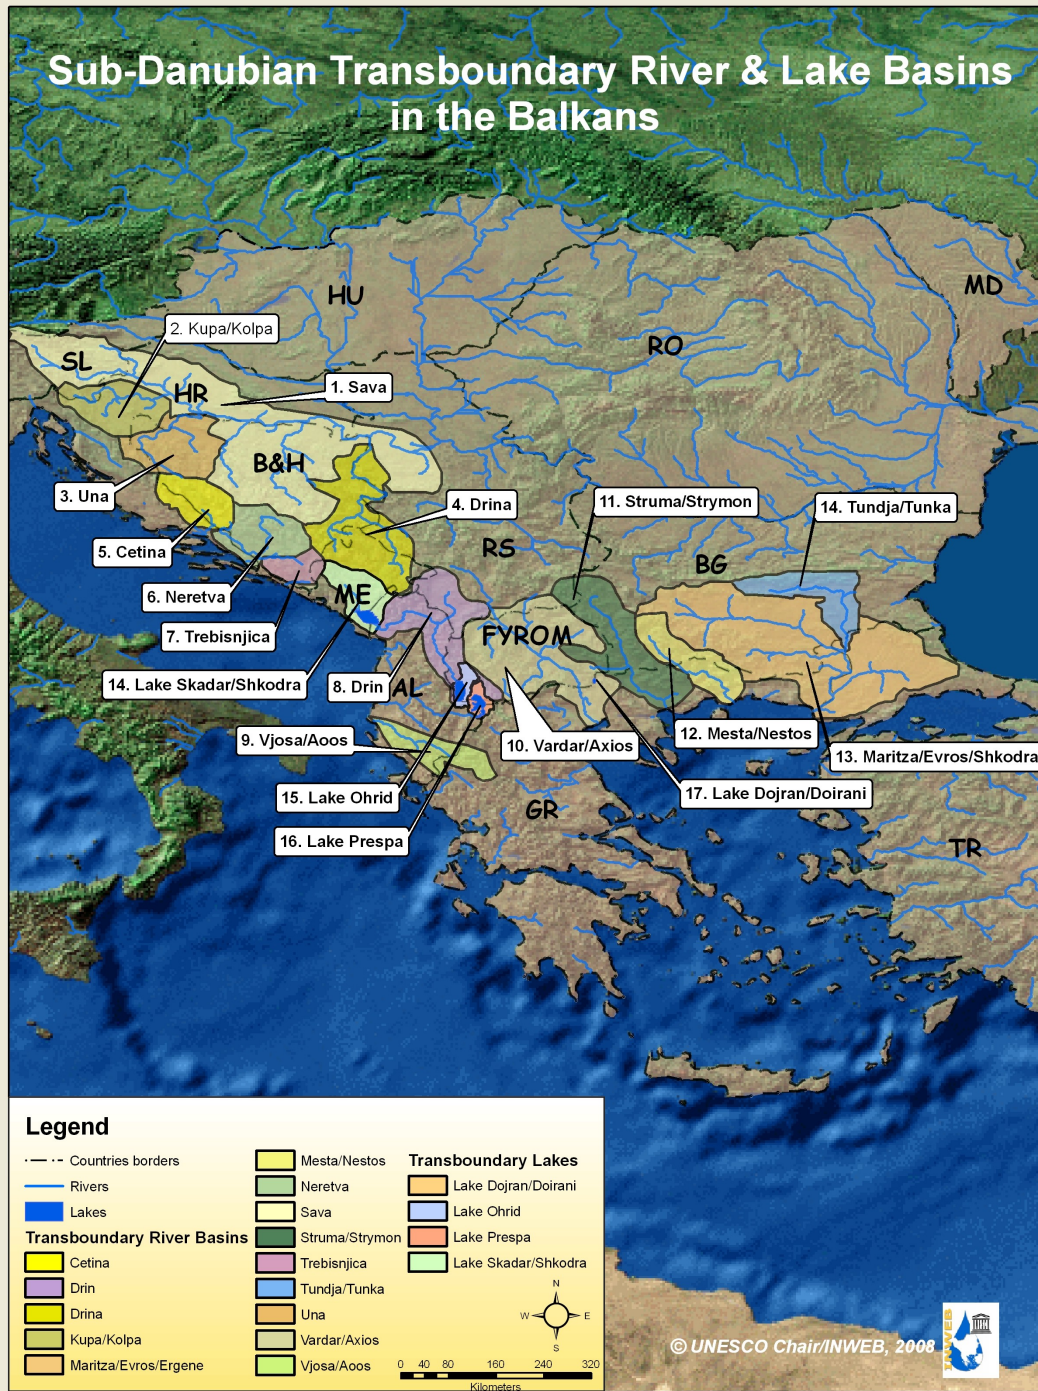 Sub-Danubian Transboundary River & Lake Basins
in the Balkans
HU
MD
RO
2. Kupa/Kolpa
SL
HR
1. Sava
B&H
3. Una
4. Drina
11. Struma/Strymon
14. Tundja/Tunka
5. Cetina
RS
BG
6. Neretva
ME
7. Trebisnjica
FYROM
14. Lake Skadar/Shkodra
8. Drin
AL
9. Vjosa/Aoos
10. Vardar/Axios
12. Mesta/Nestos
13. Maritza/Evros/Shkodra
15. Lake Ohrid
17. Lake Dojran/Doirani
16. Lake Prespa
GR
TR
Legend
Countries borders
Rivers
Lakes
Transboundary River Basins
Cetina
Drin
Drina
Kupa/Kolpa
Maritza/Evros/Ergene
Mesta/Nestos
Neretva
Sava
Struma/Strymon
Trebisnjica
Tundja/Tunka
Una
Vardar/Axios
Vjosa/Aoos
Transboundary Lakes
Lake Dojran/Doirani
Lake Ohrid
Lake Prespa
Lake Skadar/Shkodra
N
W E
S
0 40 80 160 240 320
Kilometers
© UNESCO Chair/INWEB, 2008
INWEB